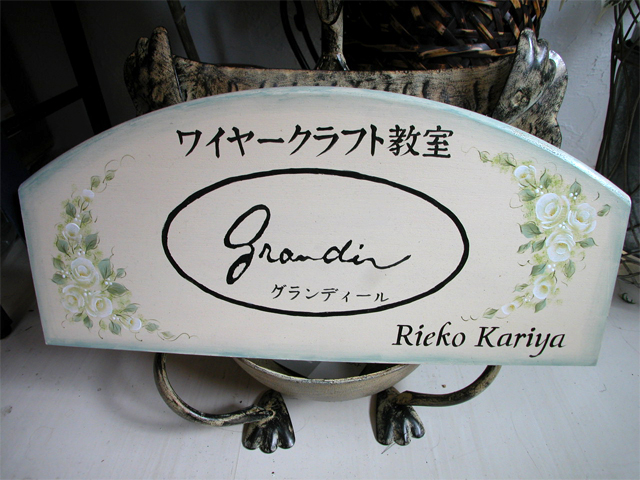 ワイヤークラフト教室
grandir
グランディール
Rieko Kariya